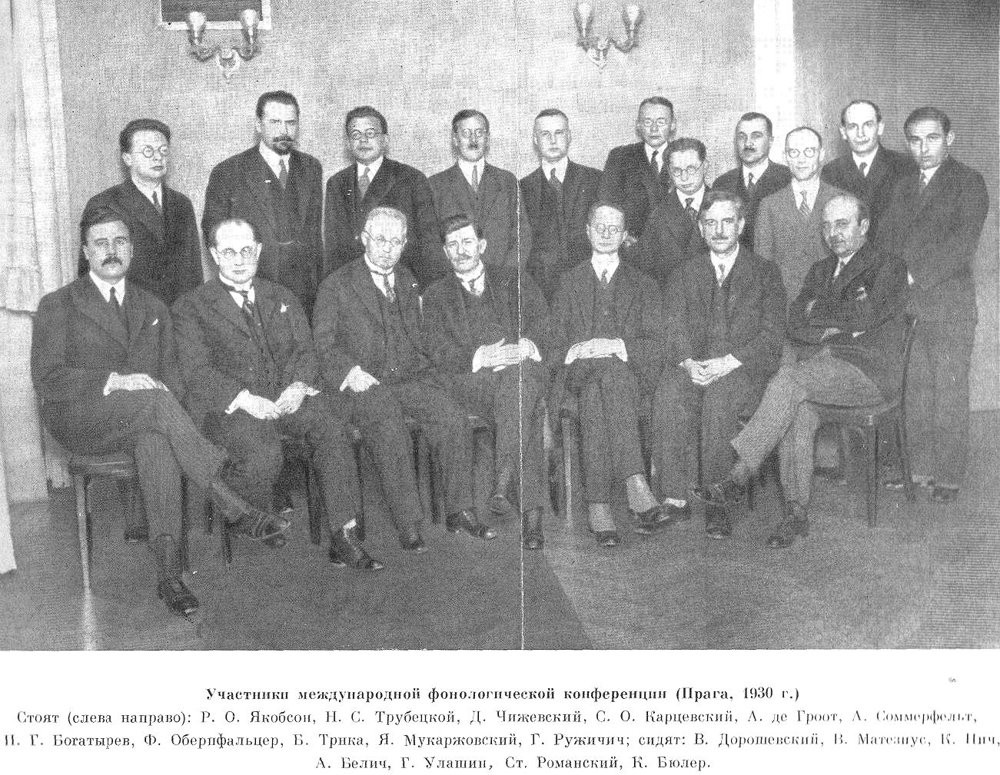 Участники международной фонологической конференции (Прага, 1930 г.)
Стоят (слева направо): Р. О. Якобсон, Н. С. Трубецкой, Д. Чижевский, С. О. Карцевский, А. де Гроот, А. Соммерфельт,
П. Г. Богатырев, Ф. Оберпфальцер, Б. Трнка, Я. Мукаржовский, Г. Ружичич; сидят: В. Дорошевский, В. Матезиус, К. Нич,
А. Белич, Г. Улашин, Ст. Романский, К. Бюлер.